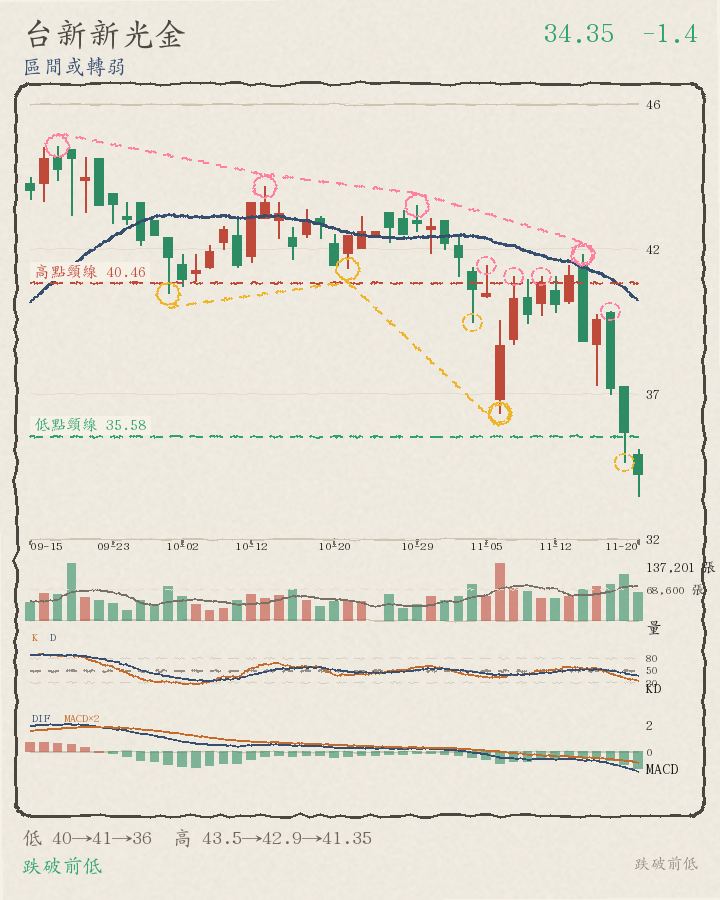 台新新光金 34.35 -1.4
區間或轉弱
46
42
高點頸線 40.46
37
低點頸線 35.58
32
09-15 09-23 10-02 10-12 10-20 10-29 11-05 11-12 11-20
137,201 張
68,600 張
量
K D
80
50
20
KD
DIF MACD×2
2
0
MACD
低 40→41→36 高 43.5→42.9→41.35
跌破前低 跌破前低